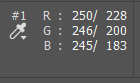 #1 R : 250/ 228
G : 246/ 200
B : 245/ 183